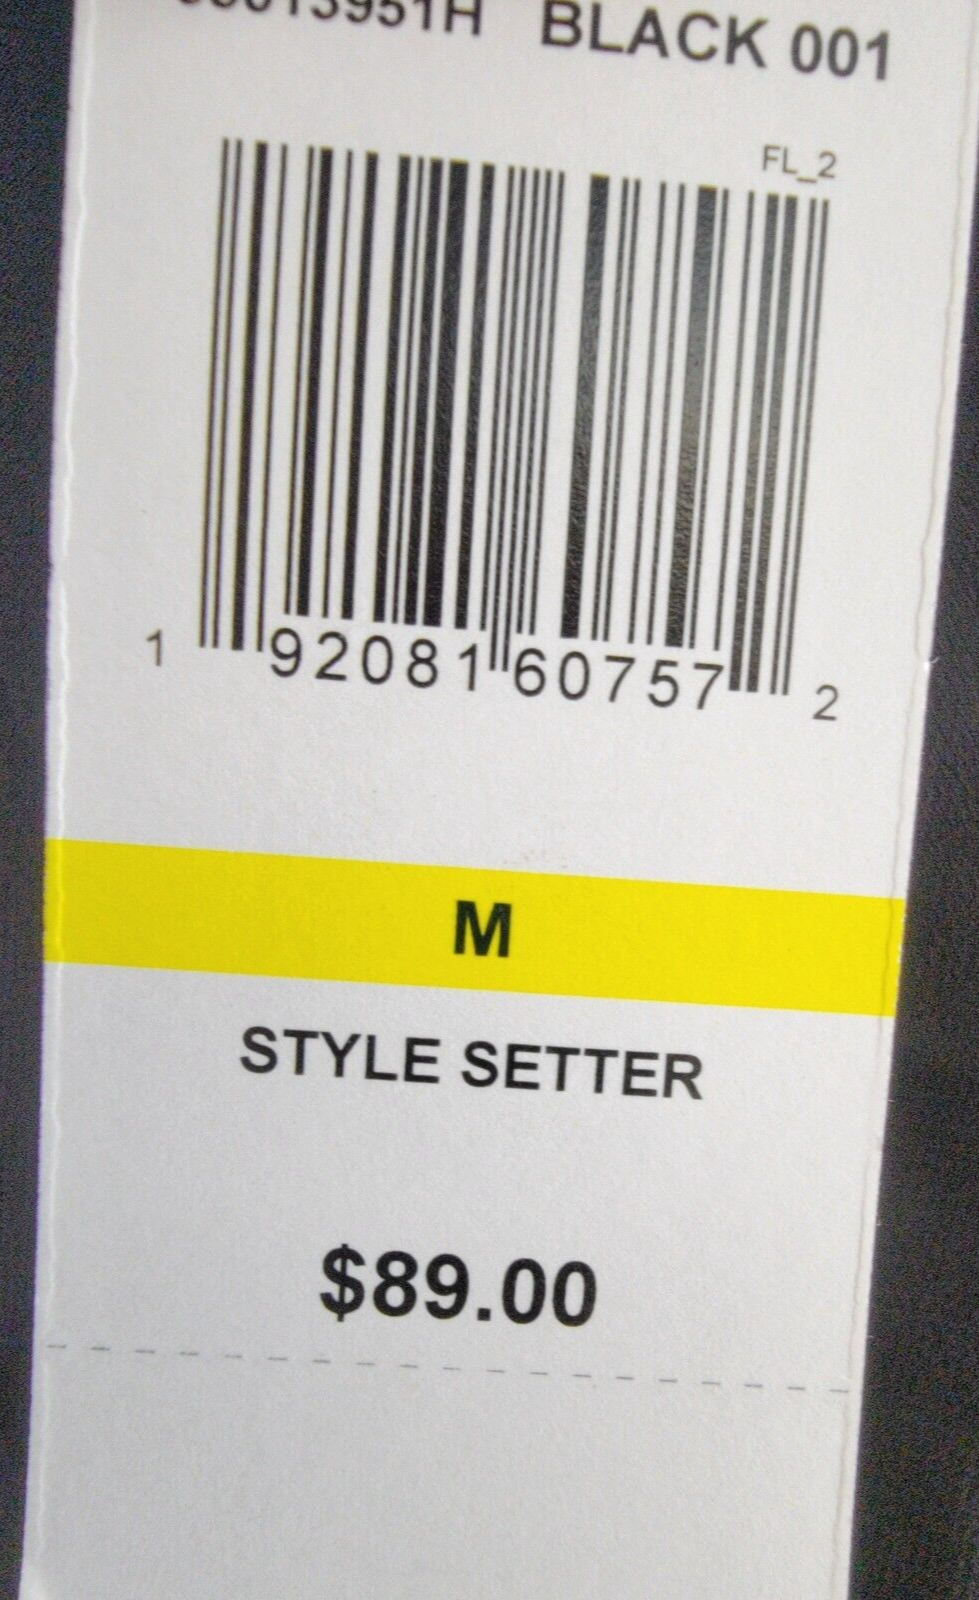 BLACK 001
FL_2
1 92081 60757 2
M
STYLE SETTER
$89.00